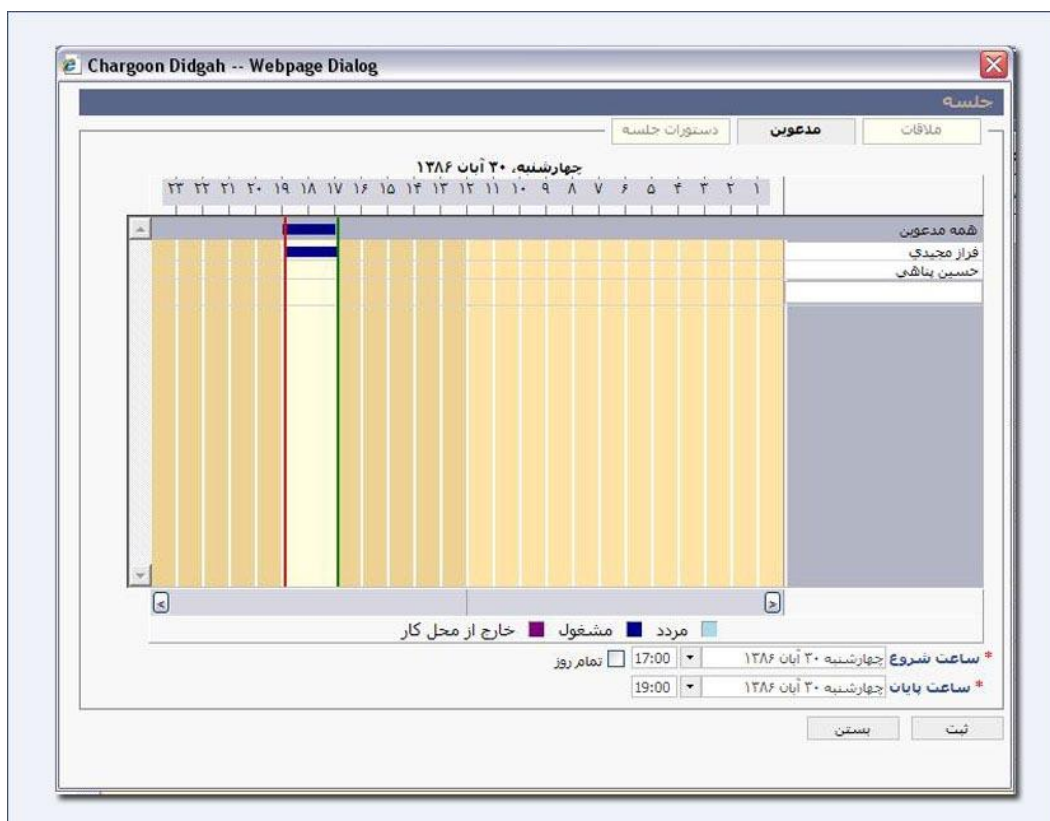 Chargoon Didgah -- Webpage Dialog
جلسه
ملاقات مدعوین دستورات جلسه
چهارشنبه، ۳۰ آبان ۱۳۸۶
۱ ۲ ۳ ۴ ۵ ۶ ۷ ۸ ۹ ۱۰ ۱۱ ۱۲ ۱۳ ۱۴ ۱۵ ۱۶ ۱۷ ۱۸ ۱۹ ۲۰ ۲۱ ۲۲ ۲۳
همه مدعوین
فراز مجيدي
حسین پناهی
مردد مشغول خارج از محل کار
* ساعت شروع چهارشنبه ۳۰ آبان ۱۳۸۶ 17:00 تمام روز
* ساعت پایان چهارشنبه ۳۰ آبان ۱۳۸۶ 19:00
ثبت بستن